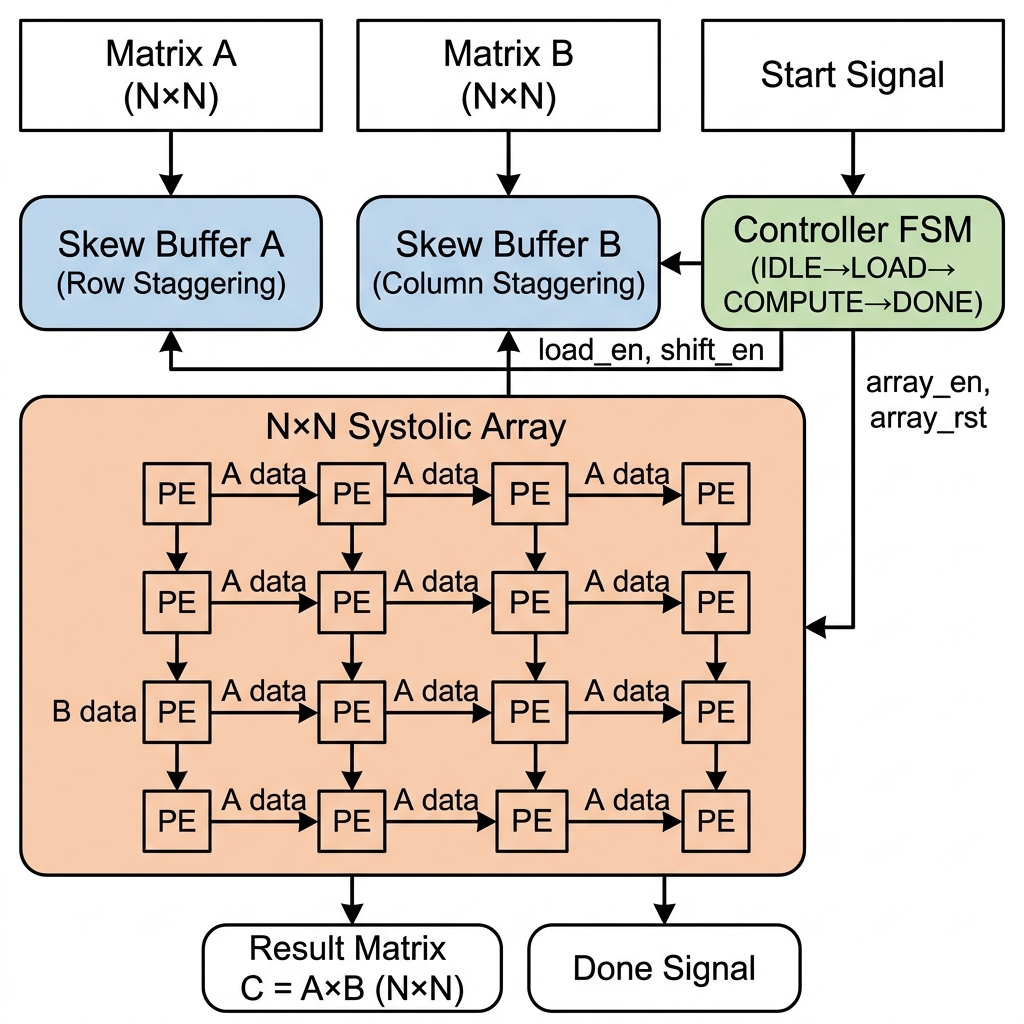 Matrix A
(N×N)
Matrix B
(N×N)
Start Signal
Skew Buffer A
(Row Staggering)
Skew Buffer B
(Column Staggering)
Controller FSM
(IDLE→LOAD→
COMPUTE→DONE)
load_en, shift_en
array_en,
array_rst
N×N Systolic Array
PE A data PE A data PE A data PE
PE A data PE A data PE A data PE
B data PE A data PE A data PE A data PE
PE A data PE A data PE A data PE
Result Matrix
C = A×B (N×N)
Done Signal